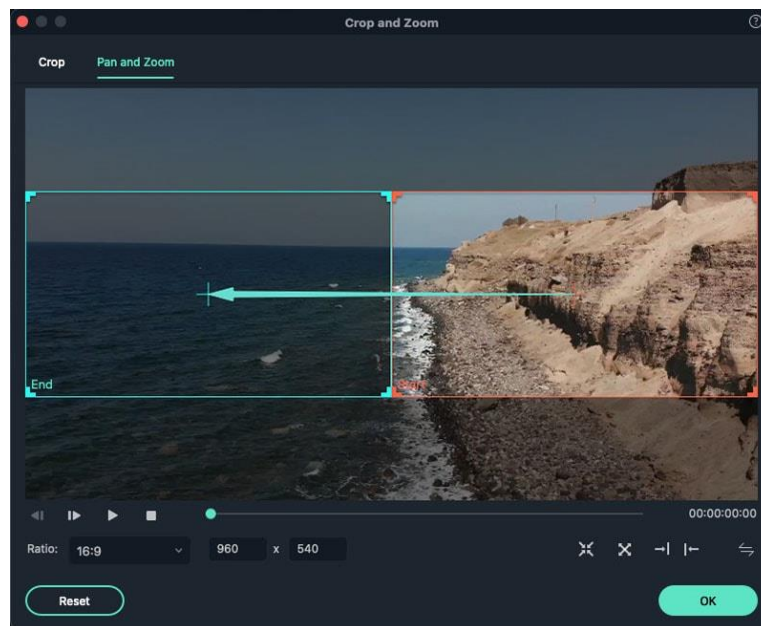 Crop and Zoom
Crop
Pan and Zoom
End
Start
00:00:00:00
Ratio:
16:9
960
x
540
Reset
OK